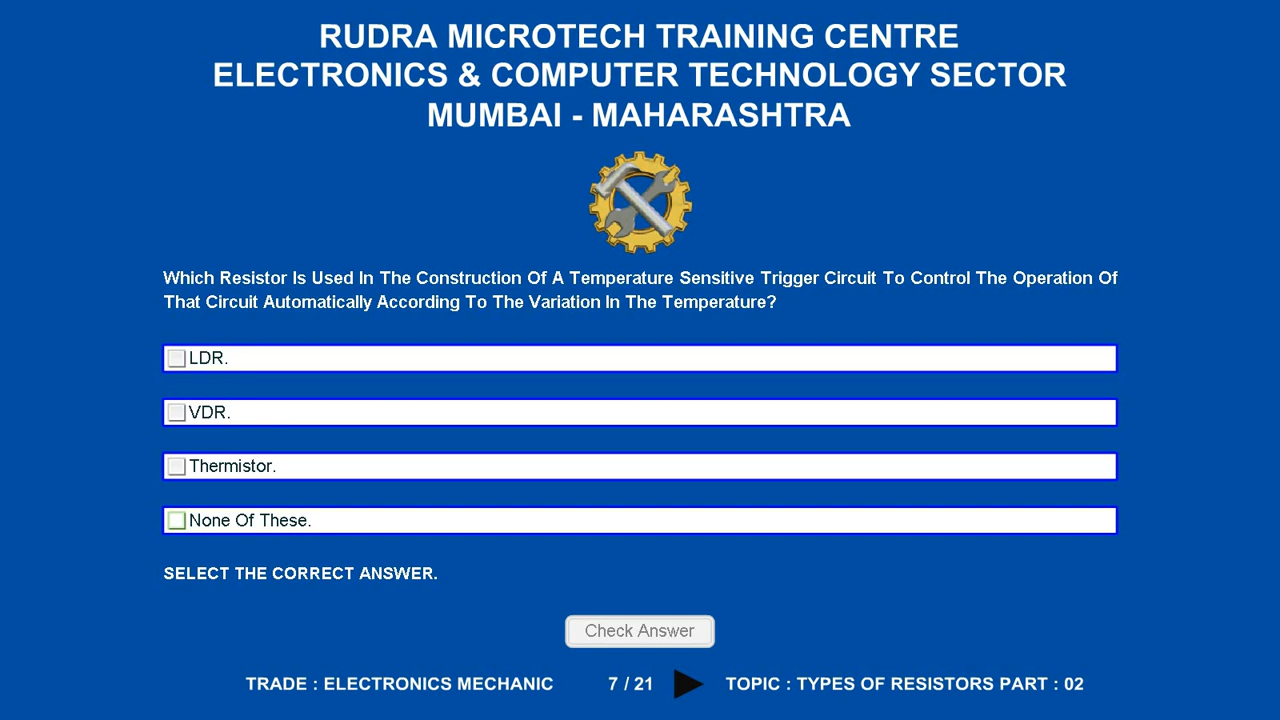 RUDRA MICROTECH TRAINING CENTRE
ELECTRONICS & COMPUTER TECHNOLOGY SECTOR
MUMBAI - MAHARASHTRA
Which Resistor Is Used In The Construction Of A Temperature Sensitive Trigger Circuit To Control The Operation Of
That Circuit Automatically According To The Variation In The Temperature?
LDR.
VDR.
Thermistor.
None Of These.
SELECT THE CORRECT ANSWER.
Check Answer
TRADE : ELECTRONICS MECHANIC 7 / 21 TOPIC : TYPES OF RESISTORS PART : 02